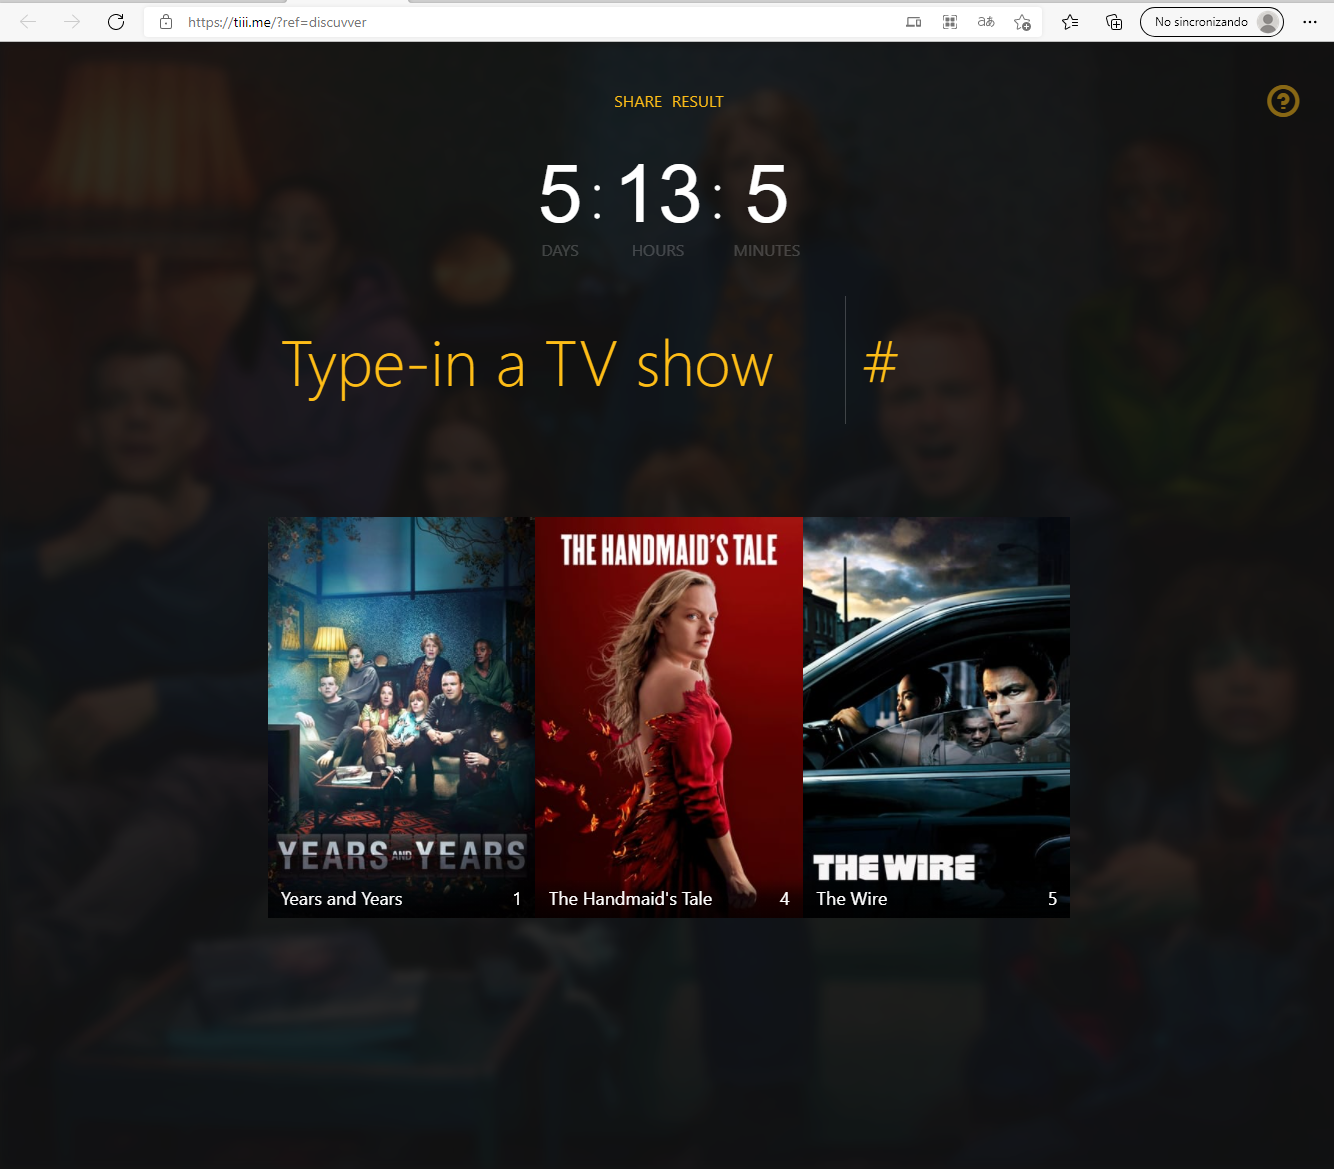 https://tiii.me/?ref=discuvver
aあ
No sincronizando
SHARE RESULT
5 : 13 : 5
DAYS HOURS MINUTES
Type-in a TV show #
THE HANDMAID'S TALE
YEARS AND YEARS
THE WIRE
Years and Years 1
The Handmaid's Tale 4
The Wire 5